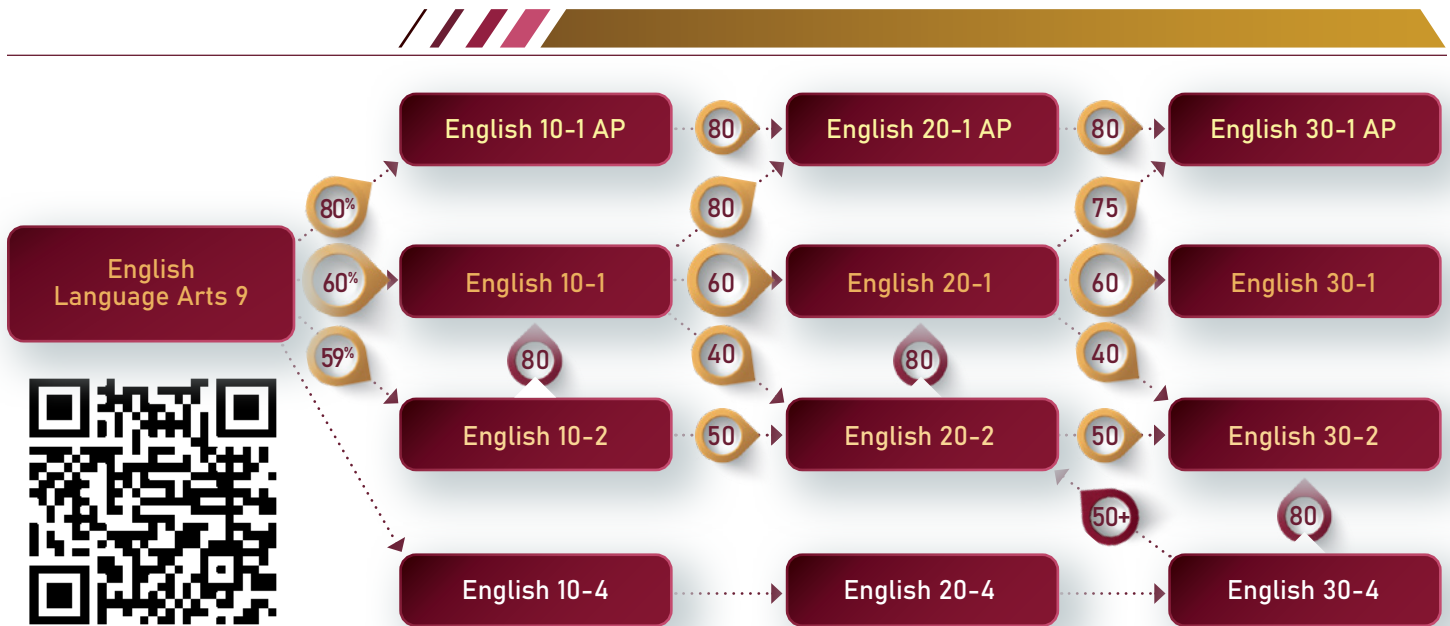 English 10-1 AP
80
English 20-1 AP
80
English 30-1 AP
80%
80
75
English
Language Arts 9
60%
English 10-1
60
English 20-1
60
English 30-1
59%
80
40
80
40
English 10-2
50
English 20-2
50
English 30-2
50+
80
English 10-4
English 20-4
English 30-4